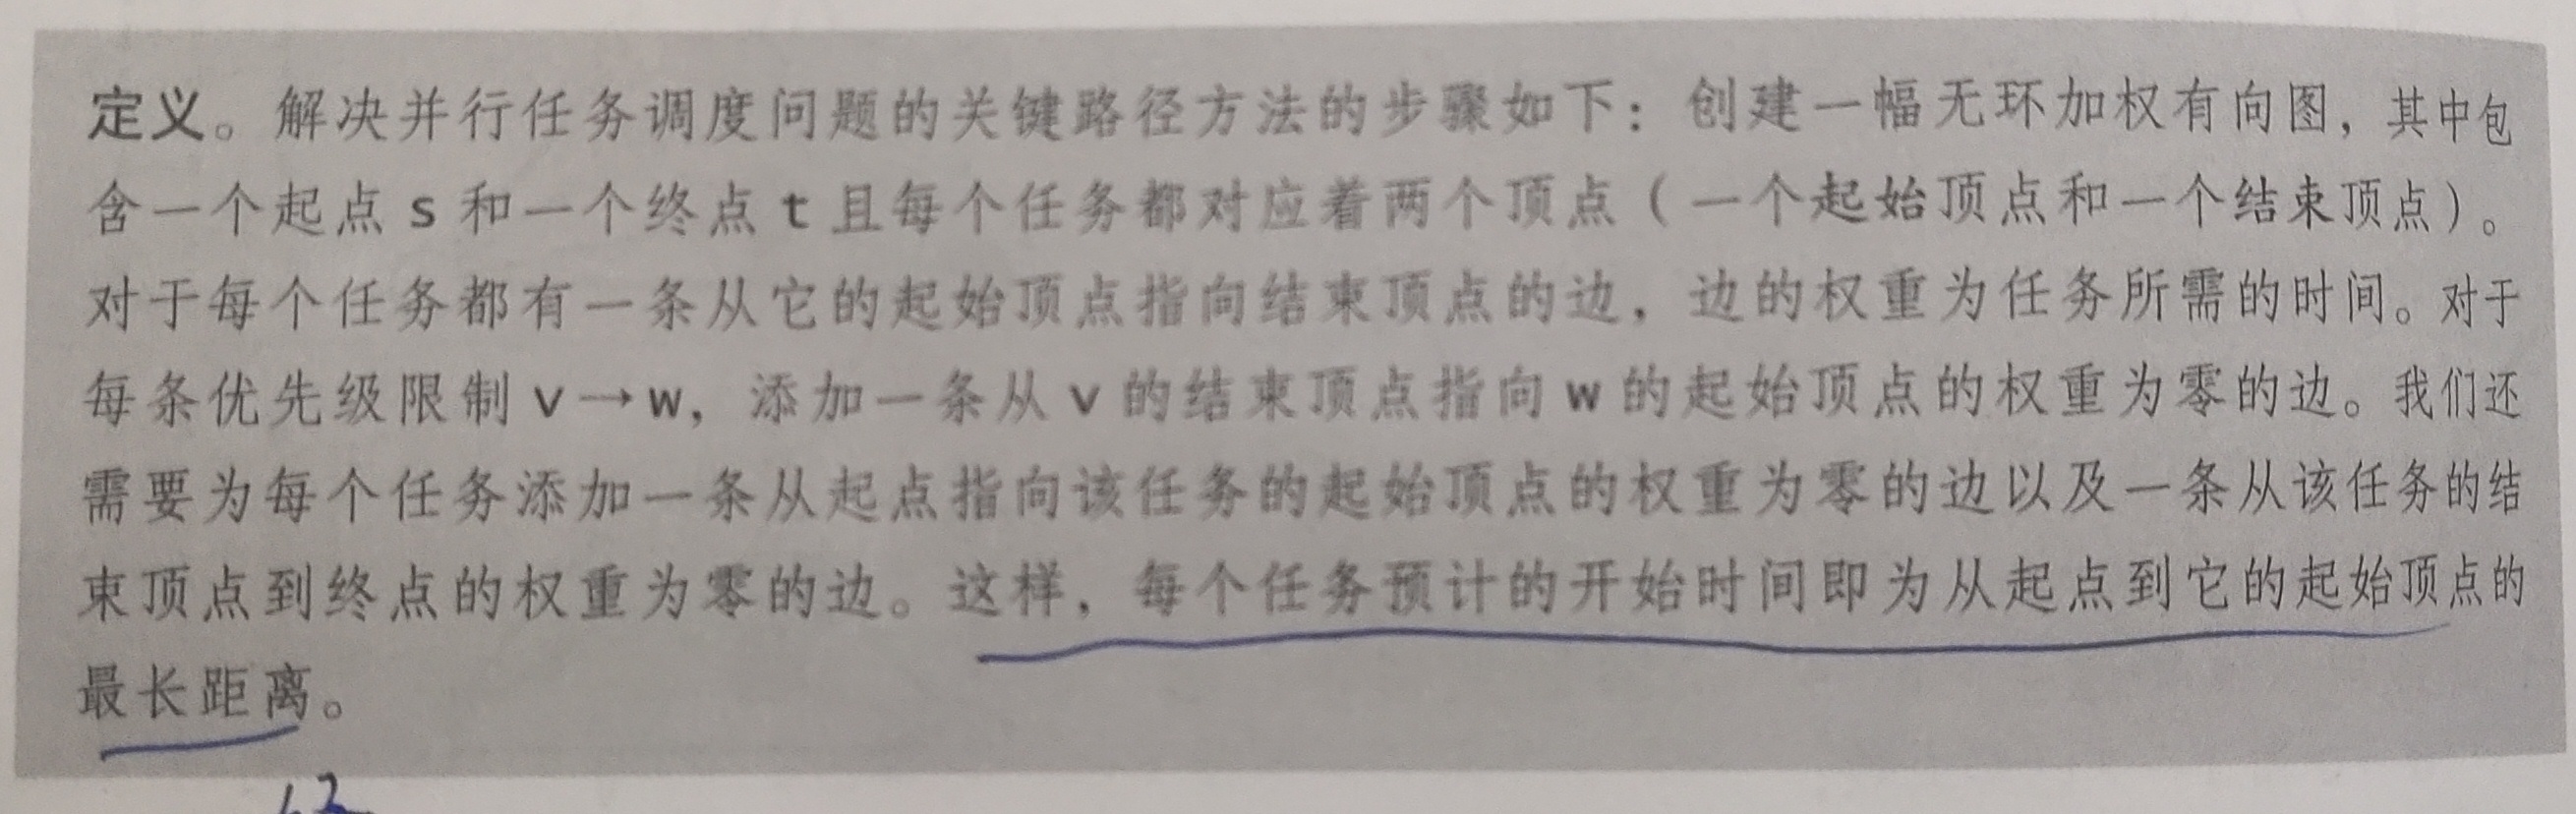 定义。解决并行任务调度问题的关键路径方法的步骤如下：创建一幅无环加权有向图，其中包
含一个起点 s 和一个终点 t 且每个任务都对应着两个顶点（一个起始顶点和一个结束顶点）。
对于每个任务都有一条从它的起始顶点指向结束顶点的边，边的权重为任务所需的时间。对于
每条优先级限制 v→w，添加一条从 v 的结束顶点指向 w 的起始顶点的权重为零的边。我们还
需要为每个任务添加一条从起点指向该任务的起始顶点的权重为零的边以及一条从该任务的结
束顶点到终点的权重为零的边。这样，每个任务预计的开始时间即为从起点到它的起始顶点的
最长距离。